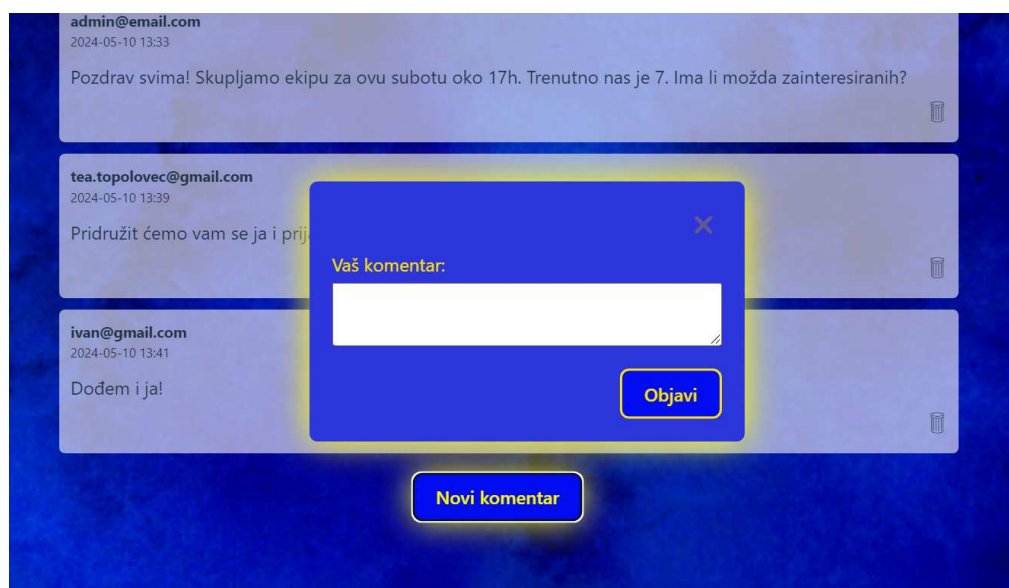 admin@email.com
2024-05-10 13:33
Pozdrav svima! Skupljamo ekipu za ovu subotu oko 17h. Trenutno nas je 7. Ima li možda zainteresiranih?
tea.topolovec@gmail.com
2024-05-10 13:39
Pridružit ćemo vam se ja i
×
Vaš komentar:
ivan@gmail.com
2024-05-10 13:41
Dođem i ja!
Objavi
Novi komentar